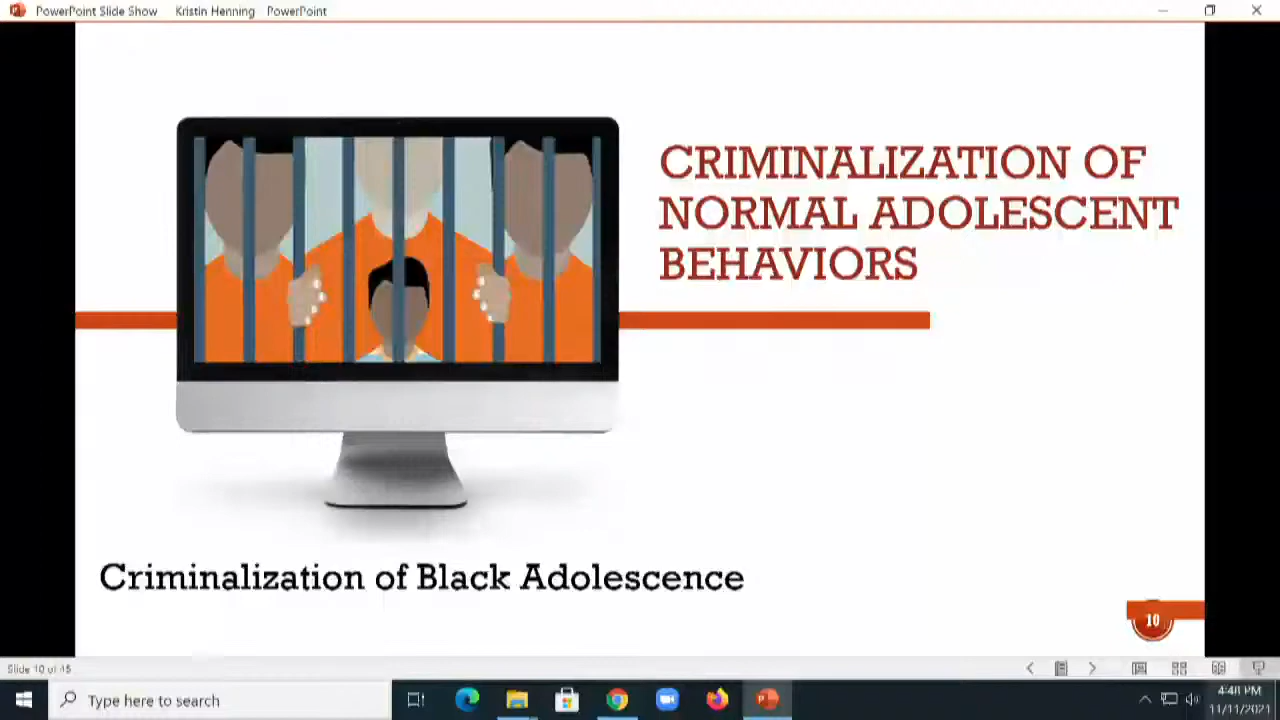 PowerPoint Slide Show Kristin Henning PowerPoint
CRIMINALIZATION OF
NORMAL ADOLESCENT
BEHAVIORS
Criminalization of Black Adolescence
10
Slide 10 of 45
Type here to search
4:48 PM
11/11/2021